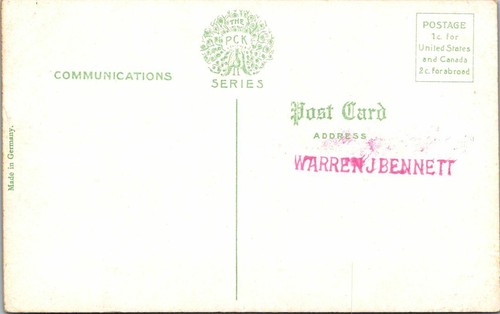 THE
PCK
SERIES
COMMUNICATIONS
POSTAGE
1c. for
United States
and Canada
2c. for abroad
Post Card
ADDRESS
WARREN J BENNETT
Made in Germany.